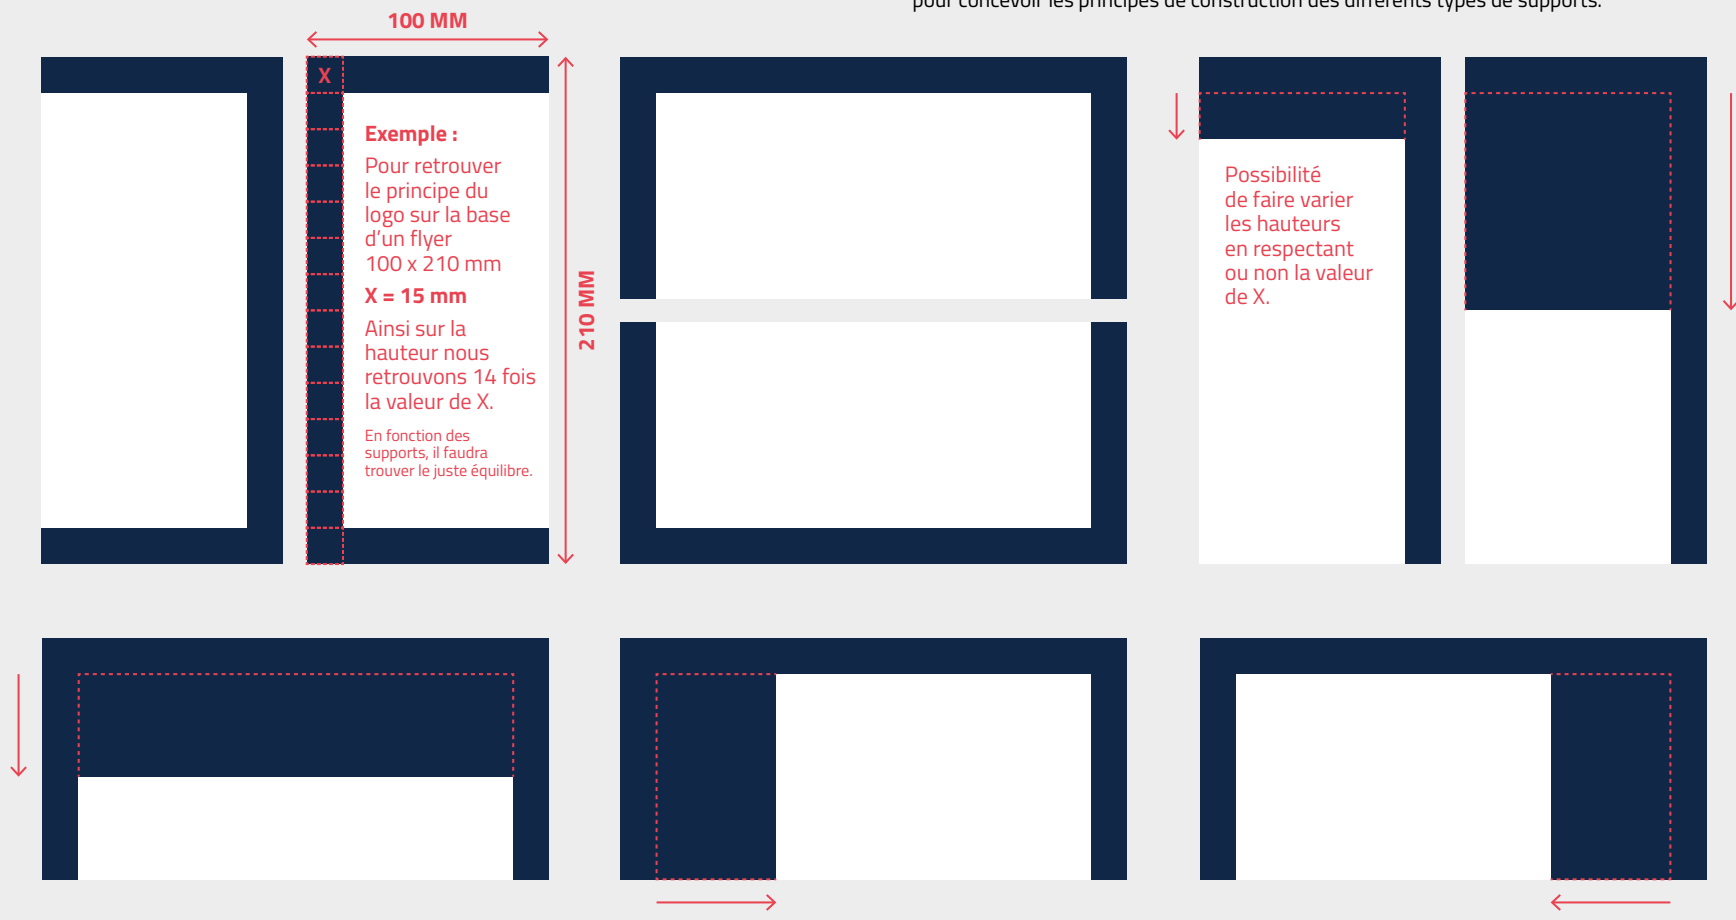 pour concevoir les principes de construction des différents types de supports.
100 MM
X
Exemple :
Pour retrouver
le principe du
logo sur la base
d'un flyer
100 x 210 mm
X = 15 mm
Ainsi sur la
hauteur nous
retrouvons 14 fois
la valeur de X.
En fonction des
supports, il faudra
trouver le juste équilibre.
210 MM
Possibilité
de faire varier
les hauteurs
en respectant
ou non la valeur
de X.